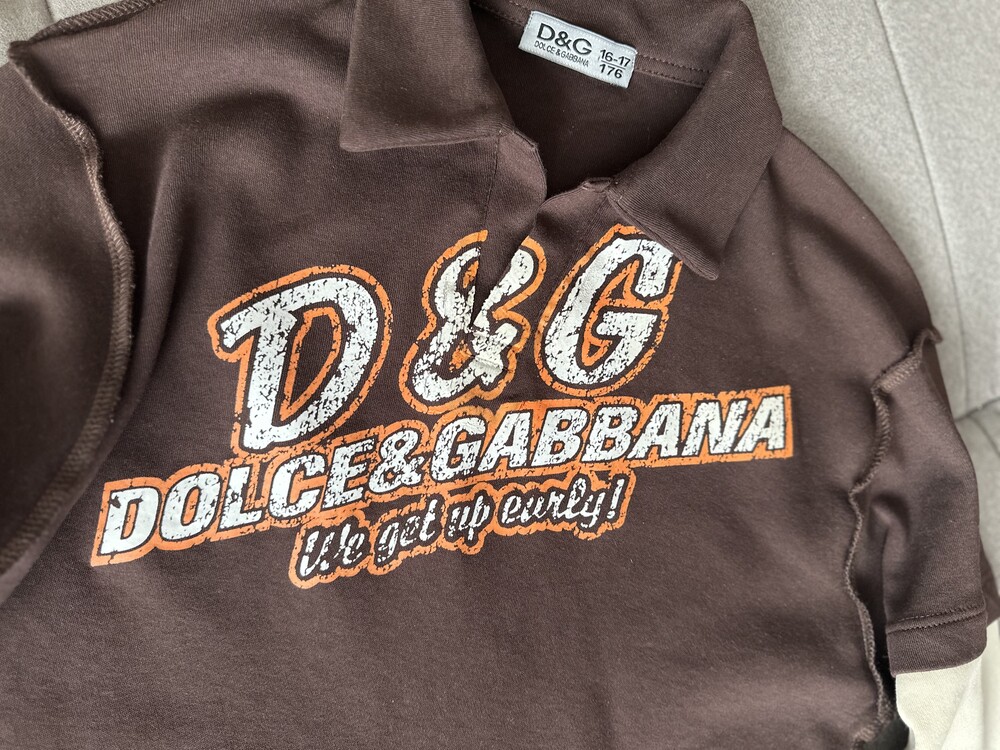 D&G
DOLCE&GABBANA
16-17
176
D&G
DOLCE&GABBANA
We get up early!